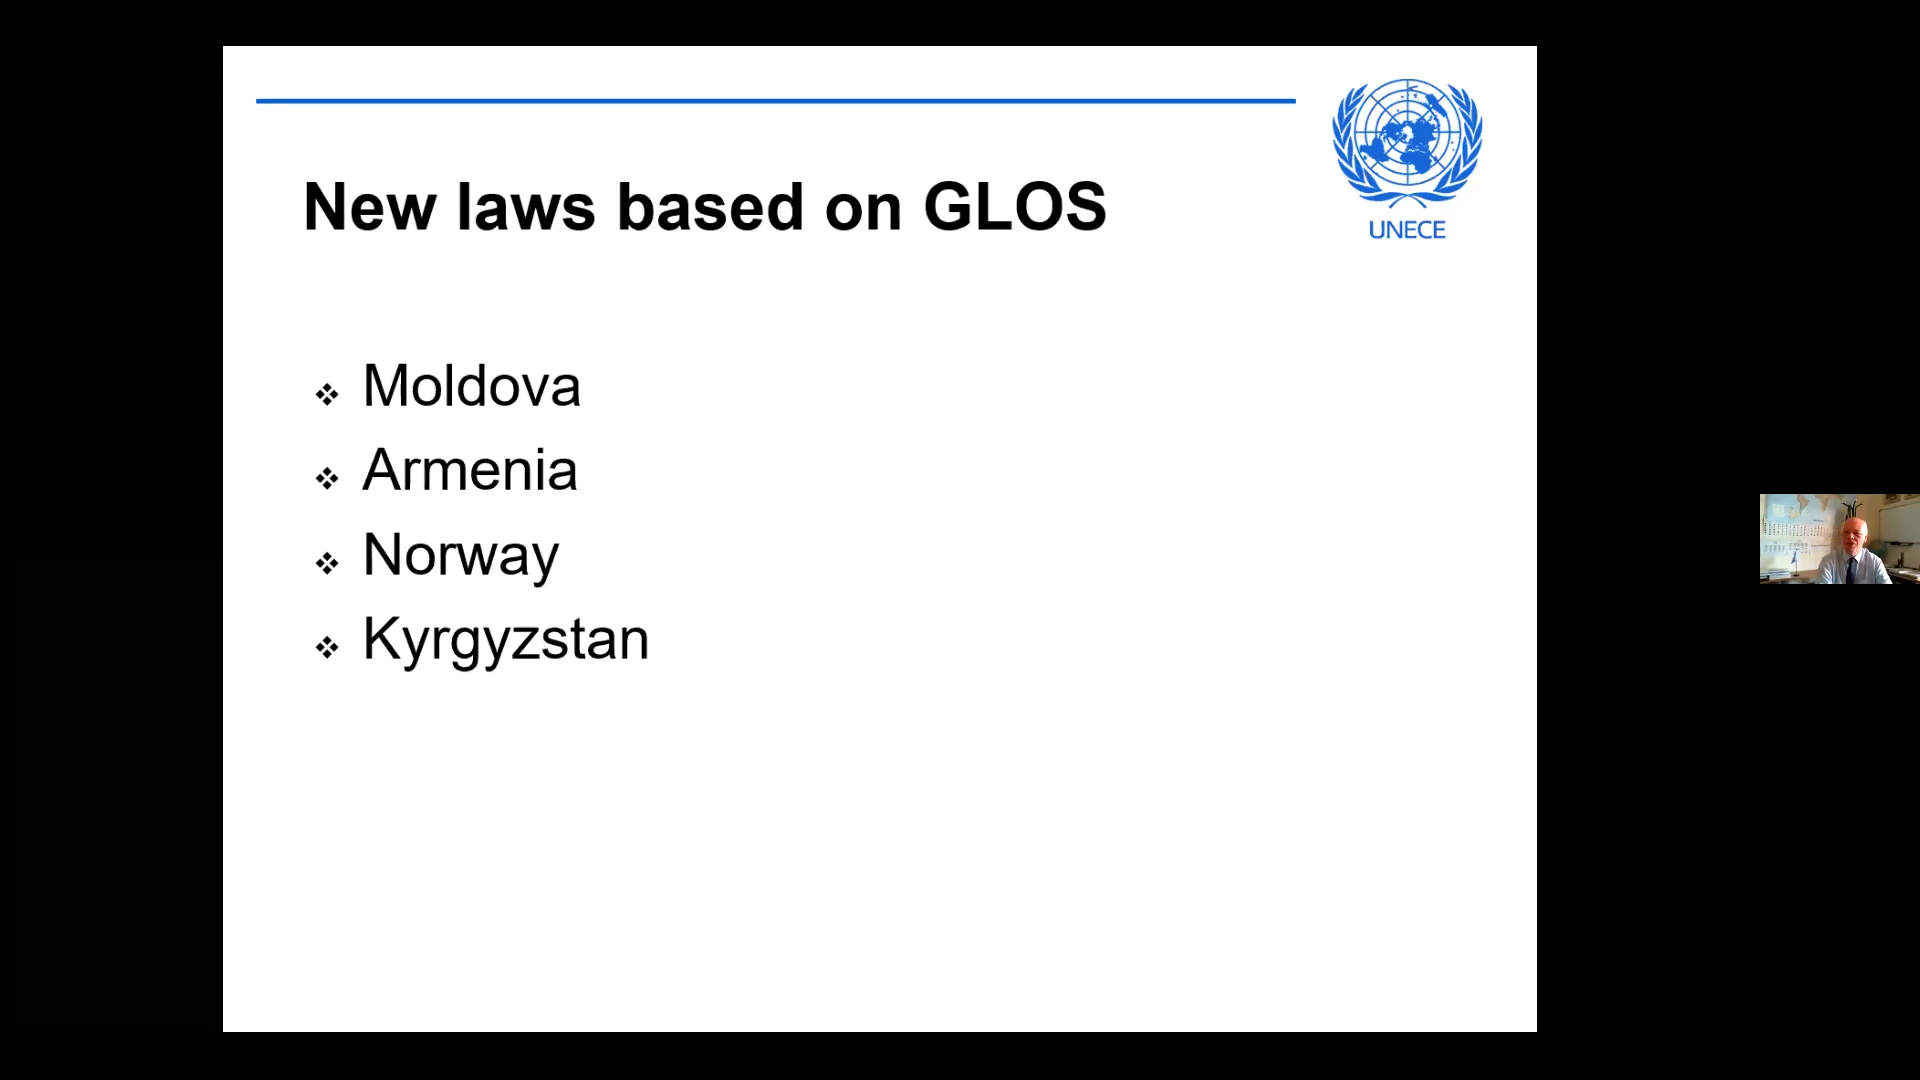 New laws based on GLOS
UNECE
❖ Moldova
❖ Armenia
❖ Norway
❖ Kyrgyzstan